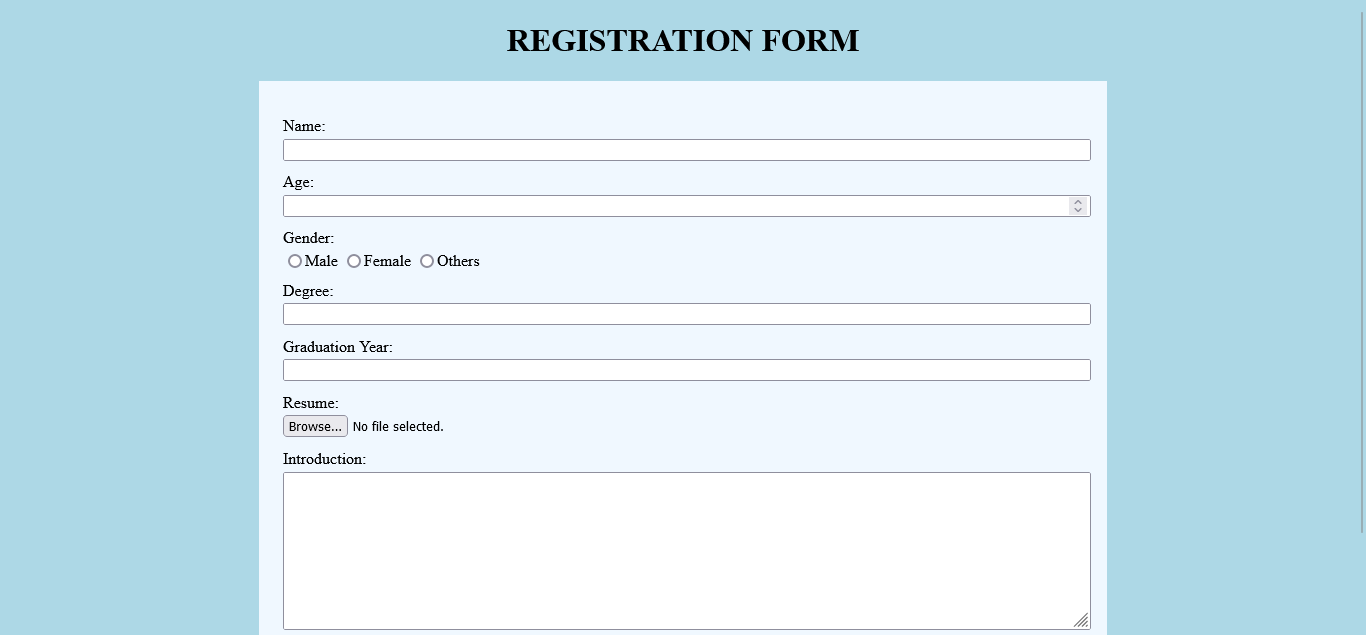 REGISTRATION FORM
Name:
Age:
Gender:
Male Female Others
Degree:
Graduation Year:
Resume:
Browse... No file selected.
Introduction: